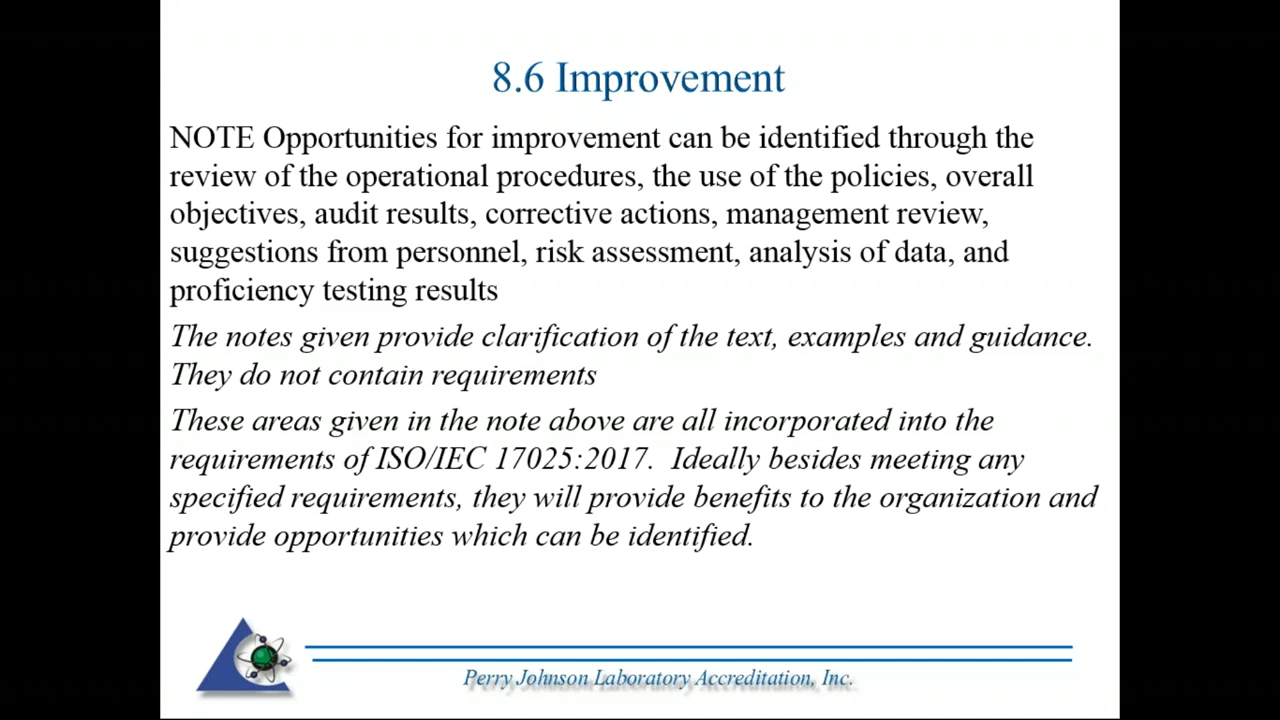 8.6 Improvement
NOTE Opportunities for improvement can be identified through the
review of the operational procedures, the use of the policies, overall
objectives, audit results, corrective actions, management review,
suggestions from personnel, risk assessment, analysis of data, and
proficiency testing results
The notes given provide clarification of the text, examples and guidance.
They do not contain requirements
These areas given in the note above are all incorporated into the
requirements of ISO/IEC 17025:2017.  Ideally besides meeting any
specified requirements, they will provide benefits to the organization and
provide opportunities which can be identified.
Perry Johnson Laboratory Accreditation, Inc.